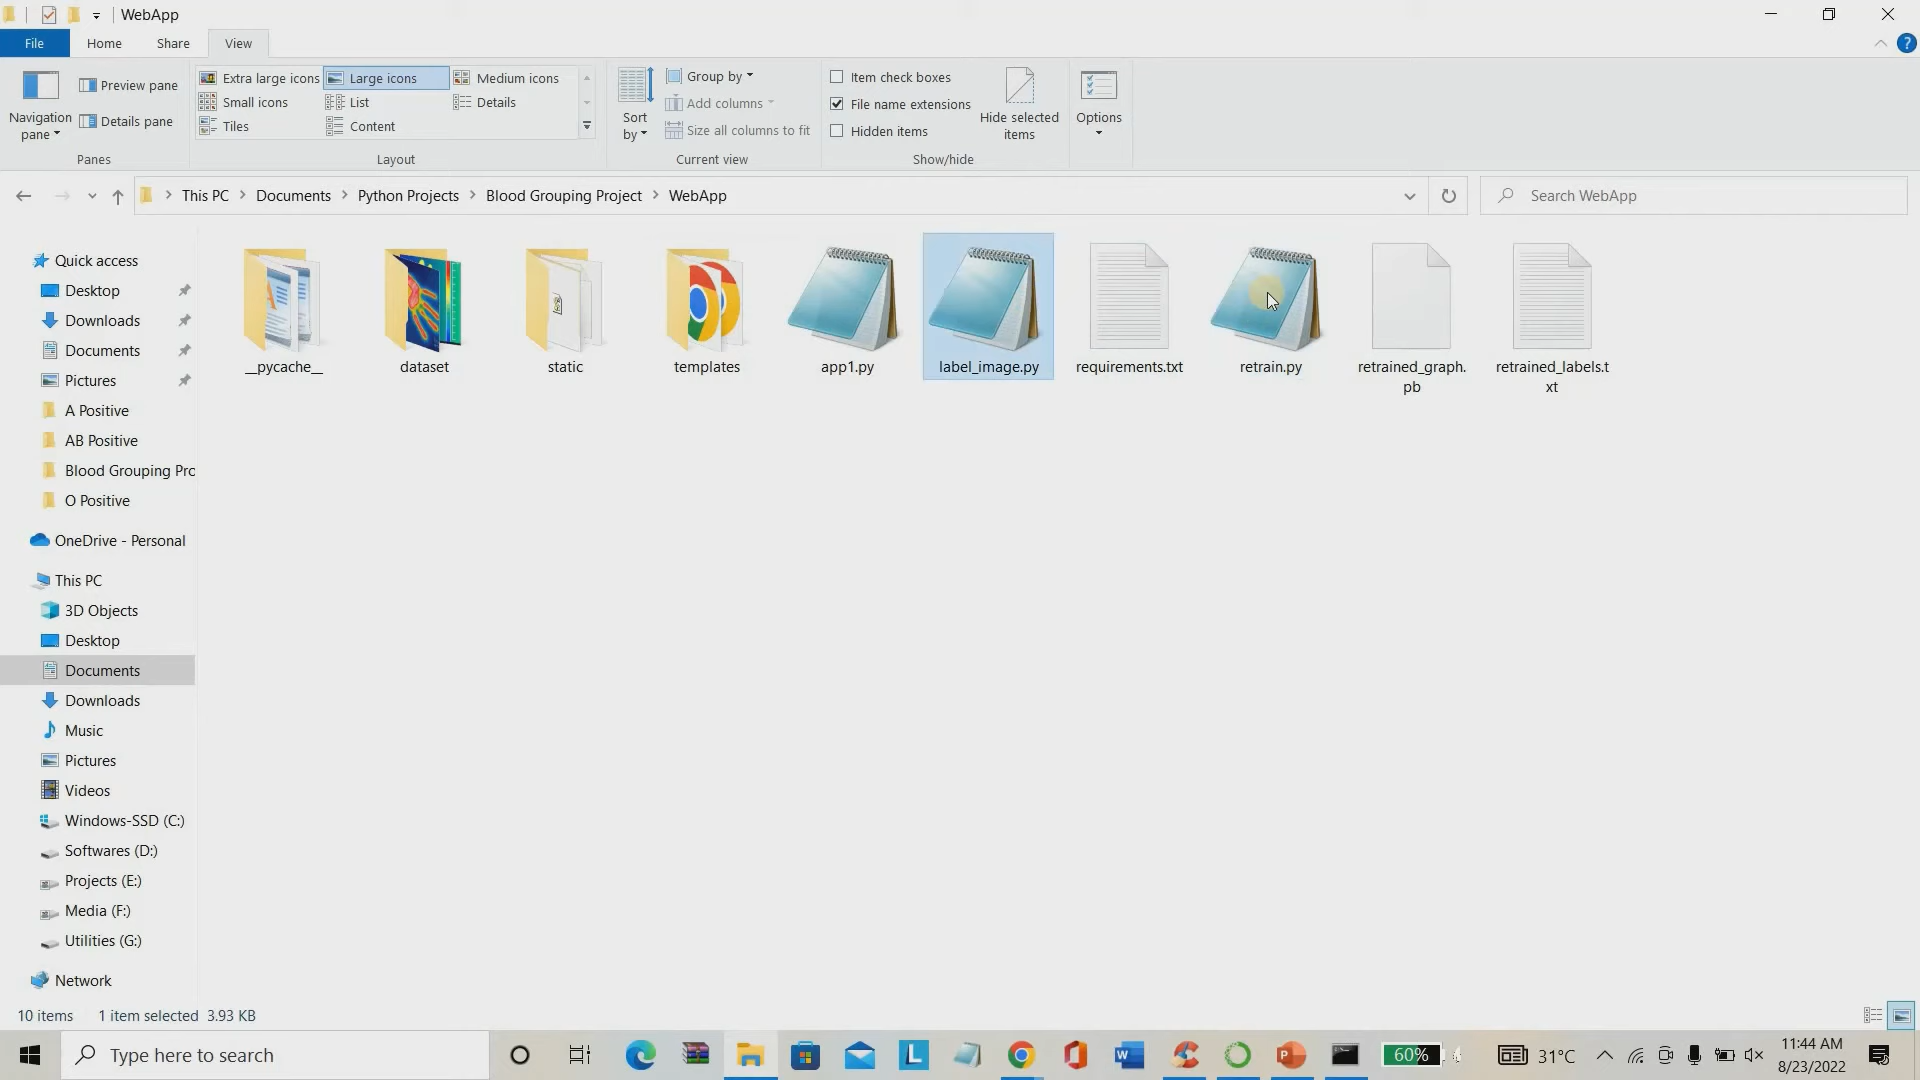 WebApp
File
Home
Share
View
Navigation
pane
Preview pane
Details pane
Panes
Extra large icons
Large icons
Medium icons
Small icons
List
Details
Tiles
Content
Layout
Sort
by
Group by
Add columns
Size all columns to fit
Current view
Item check boxes
File name extensions
Hidden items
Hide selected
items
Show/hide
Options
This PC > Documents > Python Projects > Blood Grouping Project > WebApp
Search WebApp
Quick access
Desktop
Downloads
Documents
Pictures
A Positive
AB Positive
Blood Grouping Pro
O Positive
OneDrive - Personal
This PC
3D Objects
Desktop
Documents
Downloads
Music
Pictures
Videos
Windows-SSD (C:)
Softwares (D:)
Projects (E:)
Media (F:)
Utilities (G:)
Network
__pycache__
dataset
static
templates
app1.py
label_image.py
requirements.txt
retrain.py
retrained_graph.
pb
retrained_labels.t
xt
10 items
1 item selected 3.93 KB
Type here to search
60%
31°C
11:44 AM
8/23/2022